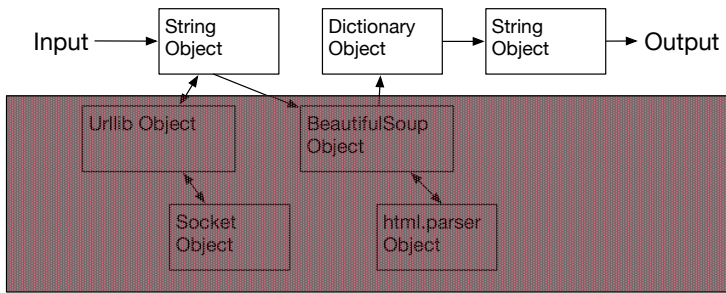 Input
String
Object
Dictionary
Object
String
Object
Output
Urllib Object
BeautifulSoup
Object
Socket
Object
html.parser
Object